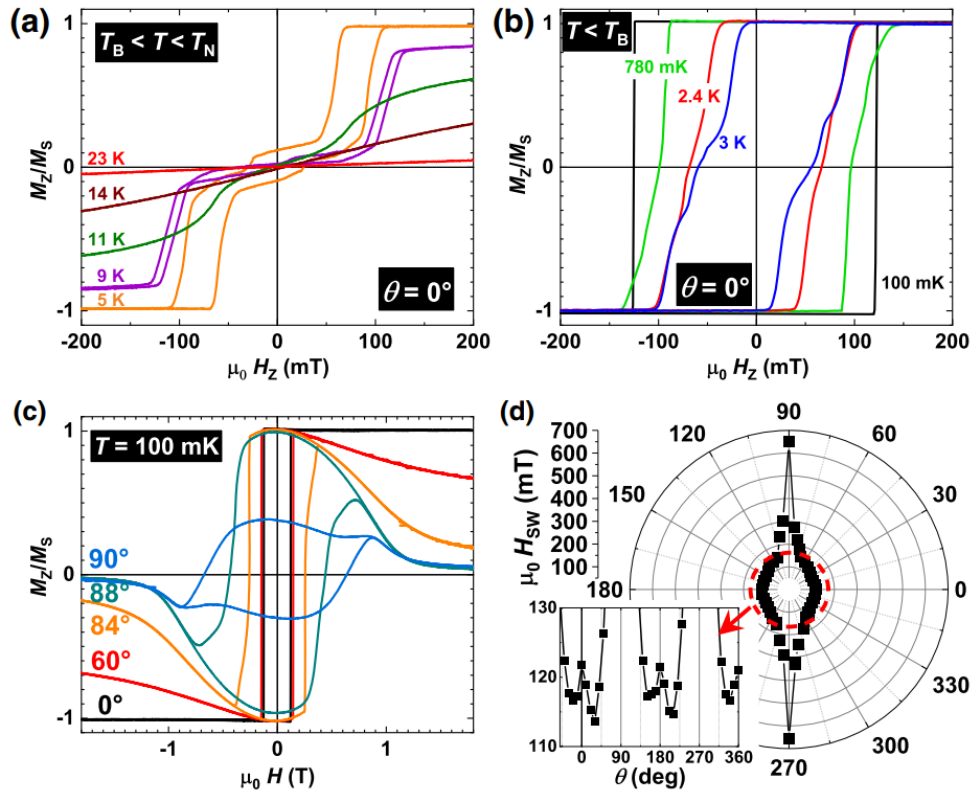 (a)
T_B < T < T_N
M_Z/M_S
1
0
-1
23 K
14 K
11 K
9 K
5 K
θ = 0°
-200 -100 0 100 200
μ₀ H_Z (mT)
(b)
T < T_B
M_Z/M_S
1
0
-1
780 mK
2.4 K
3 K
100 mK
θ = 0°
-200 -100 0 100 200
μ₀ H_Z (mT)
(c)
T = 100 mK
M_Z/M_S
1
0
-1
90°
88°
84°
60°
0°
-1 0 1
μ₀ H (T)
(d)
μ₀ H_SW (mT)
700
600
500
400
300
200
100
0
90
120 60
150 30
180 0
330
300
270
130
120
110
0 90 180 270 360
θ (deg)